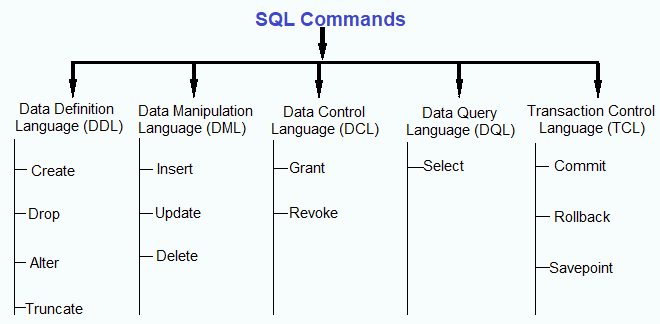 SQL Commands
Data Definition
Language (DDL)
Create
Drop
Alter
Truncate
Data Manipulation
Language (DML)
Insert
Update
Delete
Data Control
Language (DCL)
Grant
Revoke
Data Query
Language (DQL)
Select
Transaction Control
Language (TCL)
Commit
Rollback
Savepoint